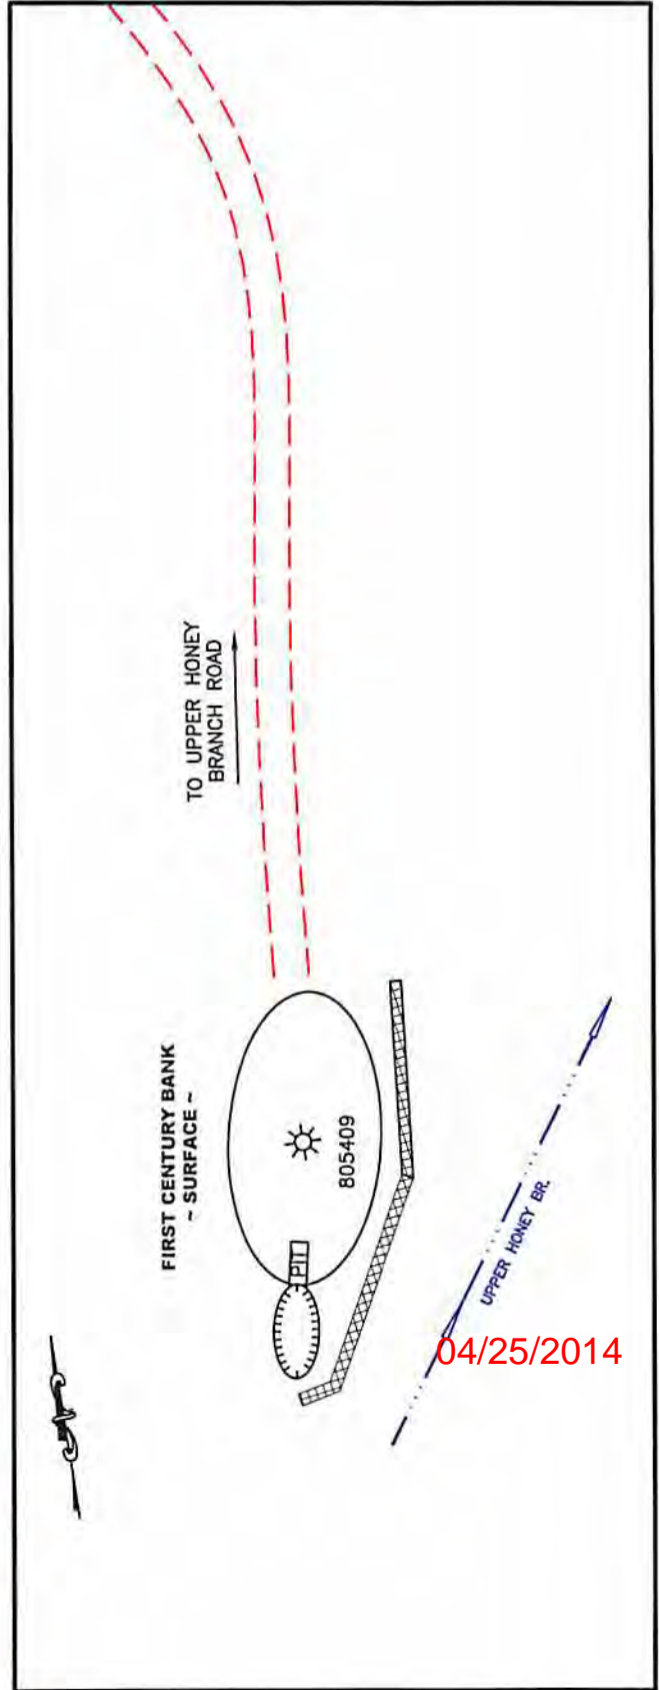 TO UPPER HONEY
BRANCH ROAD
FIRST CENTURY BANK
~ SURFACE ~
805409
PIT
UPPER HONEY BR.
04/25/2014